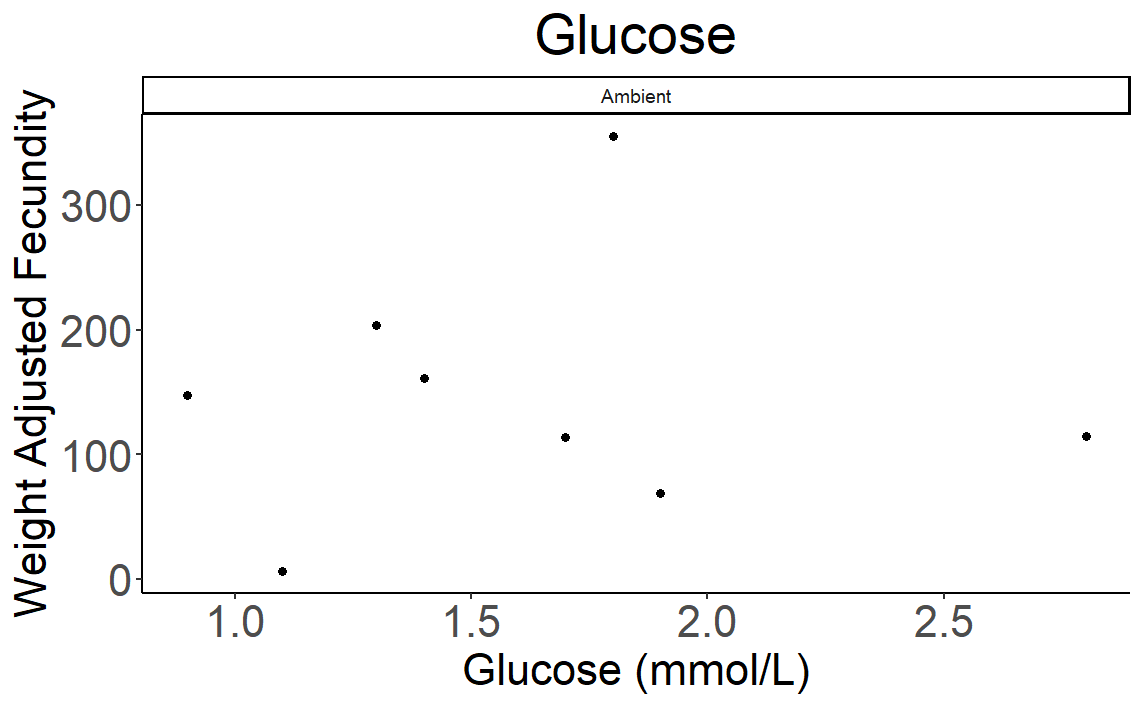 Glucose
Ambient
Weight Adjusted Fecundity
300
200
100
0
1.0 1.5 2.0 2.5
Glucose (mmol/L)